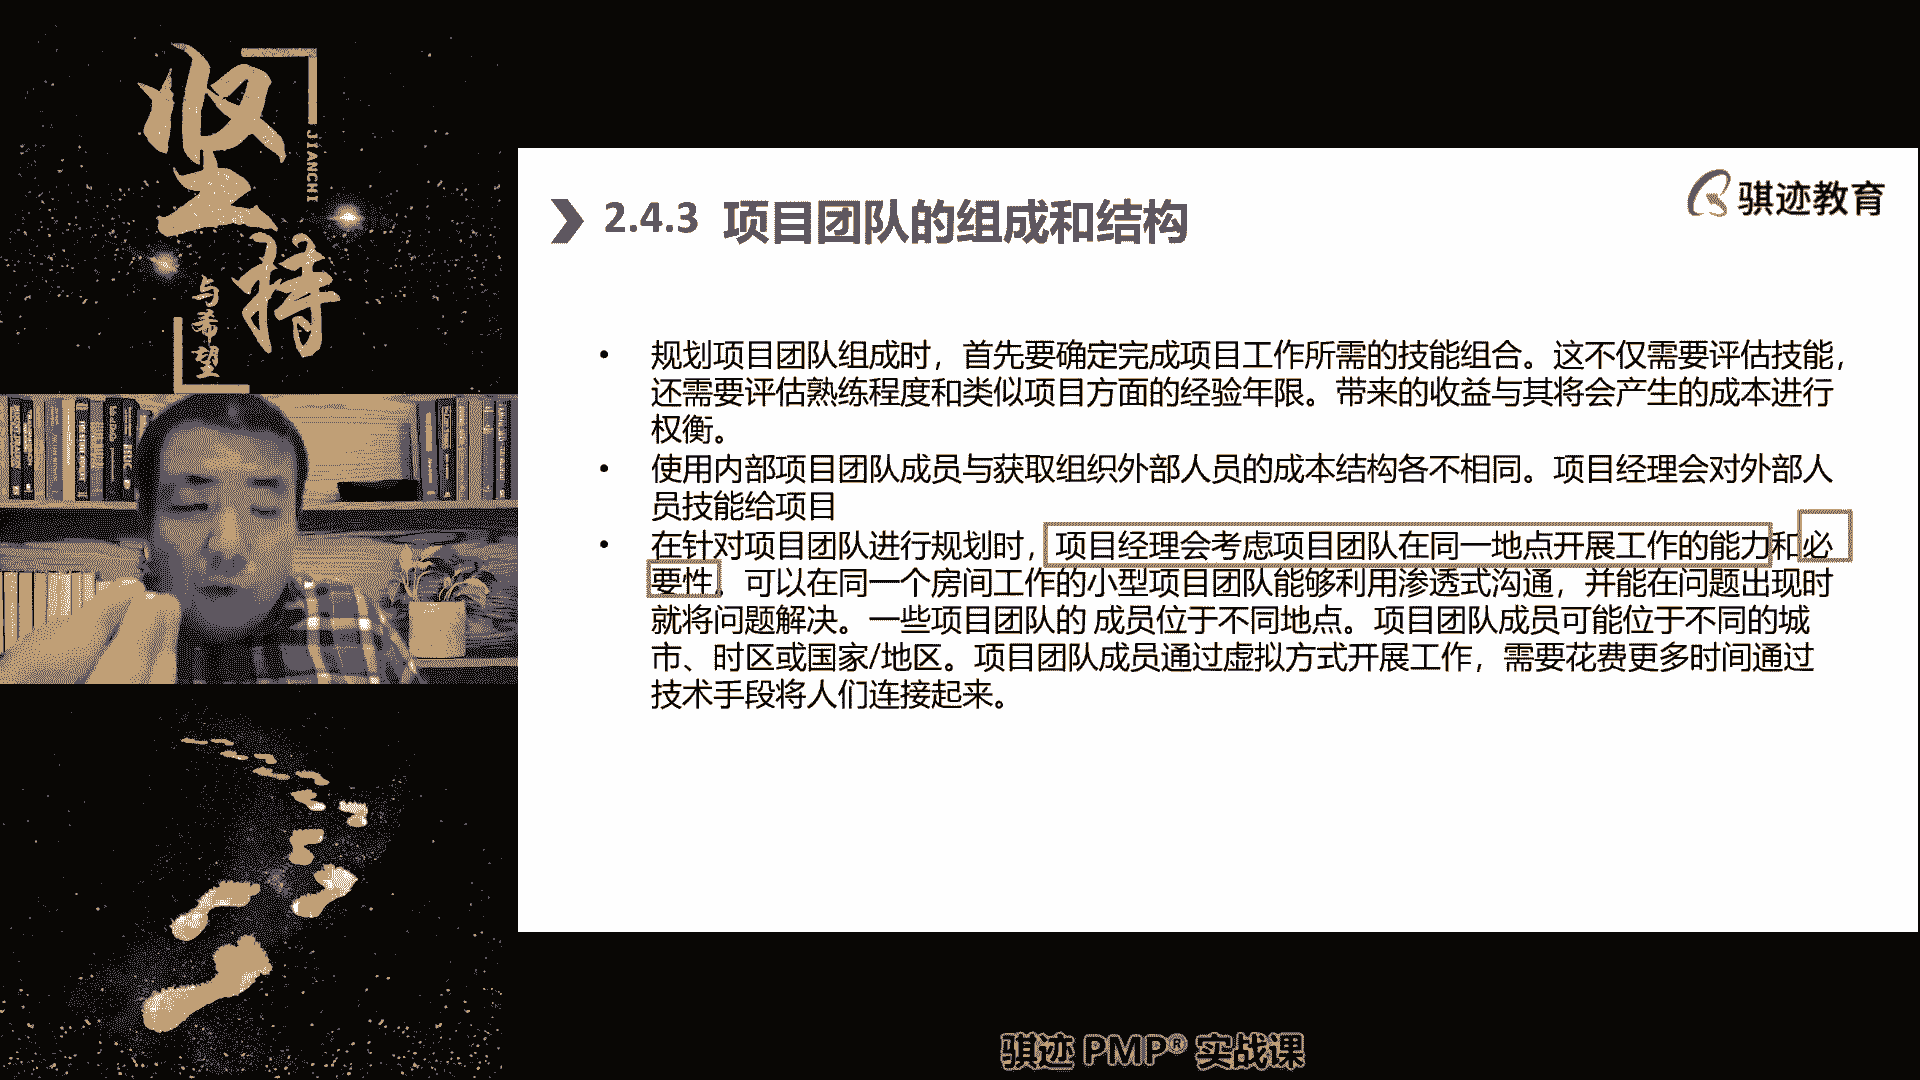 坚持
JIANCHI
与希望
骐迹教育
2.4.3 项目团队的组成和结构
• 规划项目团队组成时，首先要确定完成项目工作所需的技能组合。这不仅需要评估技能，
还需要评估熟练程度和类似项目方面的经验年限。带来的收益与其将会产生的成本进行
权衡。
• 使用内部项目团队成员与获取组织外部人员的成本结构各不相同。项目经理会对外部人
员技能给项目
• 在针对项目团队进行规划时，项目经理会考虑项目团队在同一地点开展工作的能力和必
要性。可以在同一个房间工作的小型项目团队能够利用渗透式沟通，并能在问题出现时
就将问题解决。一些项目团队的 成员位于不同地点。项目团队成员可能位于不同的城
市、时区或国家/地区。项目团队成员通过虚拟方式开展工作，需要花费更多时间通过
技术手段将人们连接起来。
骐迹 PMP® 实战课